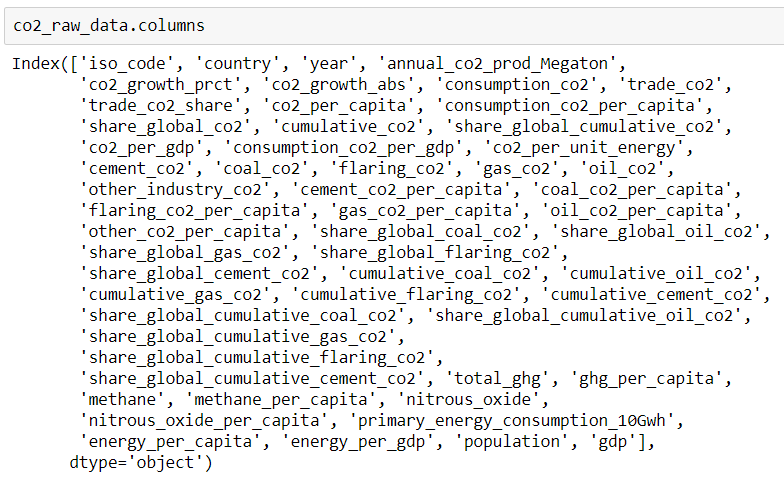 co2_raw_data.columns
Index(['iso_code', 'country', 'year', 'annual_co2_prod_Megaton',
'co2_growth_prct', 'co2_growth_abs', 'consumption_co2', 'trade_co2',
'trade_co2_share', 'co2_per_capita', 'consumption_co2_per_capita',
'share_global_co2', 'cumulative_co2', 'share_global_cumulative_co2',
'co2_per_gdp', 'consumption_co2_per_gdp', 'co2_per_unit_energy',
'cement_co2', 'coal_co2', 'flaring_co2', 'gas_co2', 'oil_co2',
'other_industry_co2', 'cement_co2_per_capita', 'coal_co2_per_capita',
'flaring_co2_per_capita', 'gas_co2_per_capita', 'oil_co2_per_capita',
'other_co2_per_capita', 'share_global_coal_co2', 'share_global_oil_co2',
'share_global_gas_co2', 'share_global_flaring_co2',
'share_global_cement_co2', 'cumulative_coal_co2', 'cumulative_oil_co2',
'cumulative_gas_co2', 'cumulative_flaring_co2', 'cumulative_cement_co2',
'share_global_cumulative_coal_co2', 'share_global_cumulative_oil_co2',
'share_global_cumulative_gas_co2',
'share_global_cumulative_flaring_co2',
'share_global_cumulative_cement_co2', 'total_ghg', 'ghg_per_capita',
'methane', 'methane_per_capita', 'nitrous_oxide',
'nitrous_oxide_per_capita', 'primary_energy_consumption_10Gwh',
'energy_per_capita', 'energy_per_gdp', 'population', 'gdp'],
dtype='object')